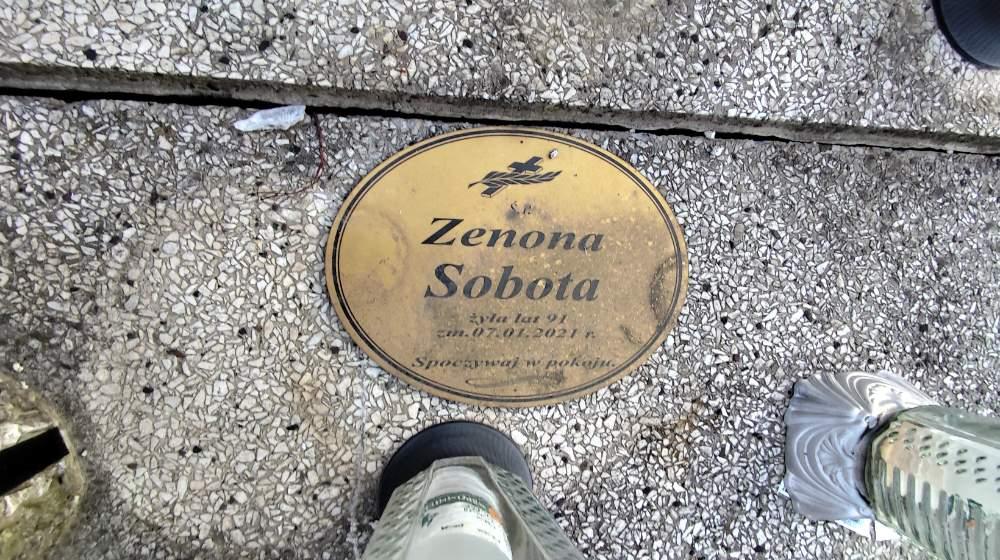 Ś.P.
Zenona
Sobota
żyła lat 91
zm.07.01.2021 r.
Spoczywaj w pokoju.